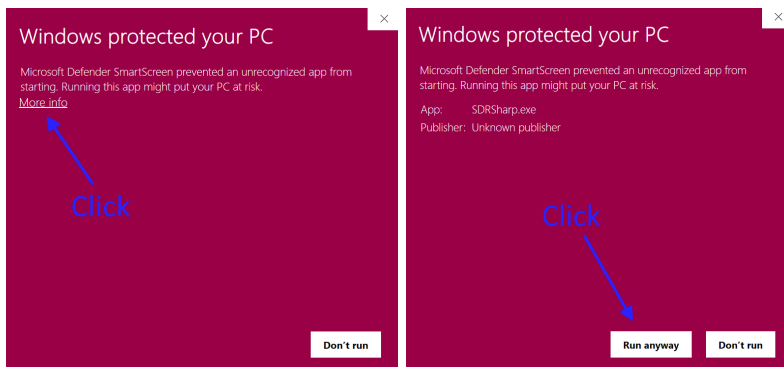 Windows protected your PC
Microsoft Defender SmartScreen prevented an unrecognized app from
starting. Running this app might put your PC at risk.
More info
Click
Don't run
Windows protected your PC
Microsoft Defender SmartScreen prevented an unrecognized app from
starting. Running this app might put your PC at risk.
App: SDRSharp.exe
Publisher: Unknown publisher
Click
Run anyway Don't run